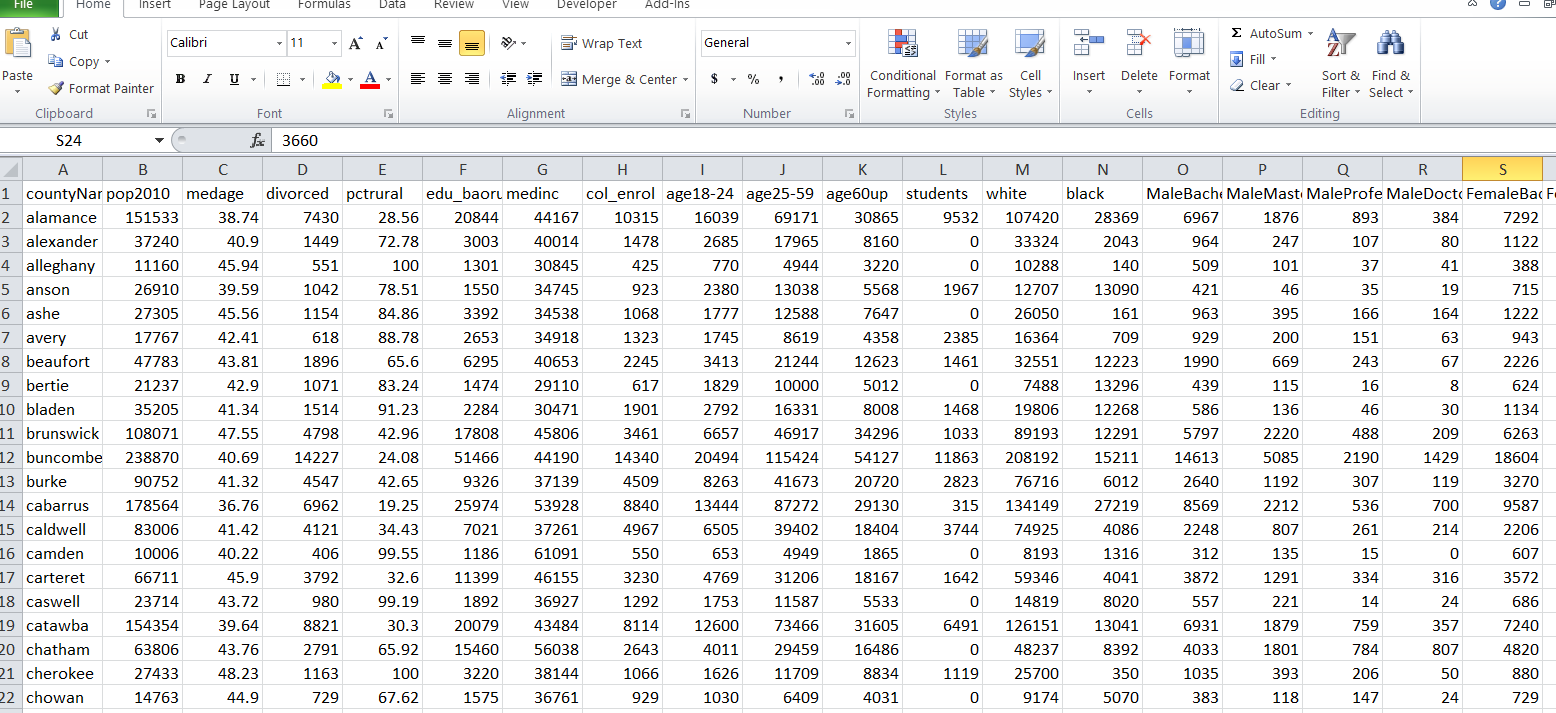 File Home Insert Page Layout Formulas Data Review View Developer Add-Ins
Cut Calibri 11 A A Wrap Text General Σ AutoSum
Copy Fill
Paste Format Painter B I U A Merge & Center $ % , .00 .00 Conditional Formatting Format as Table Cell Styles Insert Delete Format Clear Sort & Filter Find & Select
Clipboard Font Alignment Number Styles Cells Editing
S24 fx 3660
A B C D E F G H I J K L M N O P Q R S
1 countyNar pop2010 medage divorced pctrural edu_baoru medinc col_enrol age18-24 age25-59 age60up students white black MaleBache MaleMast MaleProfe MaleDocto FemaleBac F
2 alamance 151533 38.74 7430 28.56 20844 44167 10315 16039 69171 30865 9532 107420 28369 6967 1876 893 384 7292
3 alexander 37240 40.9 1449 72.78 3003 40014 1478 2685 17965 8160 0 33324 2043 964 247 107 80 1122
4 alleghany 11160 45.94 551 100 1301 30845 425 770 4944 3220 0 10288 140 509 101 37 41 388
5 anson 26910 39.59 1042 78.51 1550 34745 923 2380 13038 5568 1967 12707 13090 421 46 35 19 715
6 ashe 27305 45.56 1154 84.86 3392 34538 1068 1777 12588 7647 0 26050 161 963 395 166 164 1222
7 avery 17767 42.41 618 88.78 2653 34918 1323 1745 8619 4358 2385 16364 709 929 200 151 63 943
8 beaufort 47783 43.81 1896 65.6 6295 40653 2245 3413 21244 12623 1461 32551 12223 1990 669 243 67 2226
9 bertie 21237 42.9 1071 83.24 1474 29110 617 1829 10000 5012 0 7488 13296 439 115 16 8 624
10 bladen 35205 41.34 1514 91.23 2284 30471 1901 2792 16331 8008 1468 19806 12268 586 136 46 30 1134
11 brunswick 108071 47.55 4798 42.96 17808 45806 3461 6657 46917 34296 1033 89193 12291 5797 2220 488 209 6263
12 buncombe 238870 40.69 14227 24.08 51466 44190 14340 20494 115424 54127 11863 208192 15211 14613 5085 2190 1429 18604
13 burke 90752 41.32 4547 42.65 9326 37139 4509 8263 41673 20720 2823 76716 6012 2640 1192 307 119 3270
14 cabarrus 178564 36.76 6962 19.25 25974 53928 8840 13444 87272 29130 315 134149 27219 8569 2212 536 700 9587
15 caldwell 83006 41.42 4121 34.43 7021 37261 4967 6505 39402 18404 3744 74925 4086 2248 807 261 214 2206
16 camden 10006 40.22 406 99.55 1186 61091 550 653 4949 1865 0 8193 1316 312 135 15 0 607
17 carteret 66711 45.9 3792 32.6 11399 46155 3230 4769 31206 18167 1642 59346 4041 3872 1291 334 316 3572
18 caswell 23714 43.72 980 99.19 1892 36927 1292 1753 11587 5533 0 14819 8020 557 221 14 24 686
19 catawba 154354 39.64 8821 30.3 20079 43484 8114 12600 73466 31605 6491 126151 13041 6931 1879 759 357 7240
20 chatham 63806 43.76 2791 65.92 15460 56038 2643 4011 29459 16486 0 48237 8392 4033 1801 784 807 4820
21 cherokee 27433 48.23 1163 100 3220 38144 1066 1626 11709 8834 1119 25700 350 1035 393 206 50 880
22 chowan 14763 44.9 729 67.62 1575 36761 929 1030 6409 4031 0 9174 5070 383 118 147 24 729